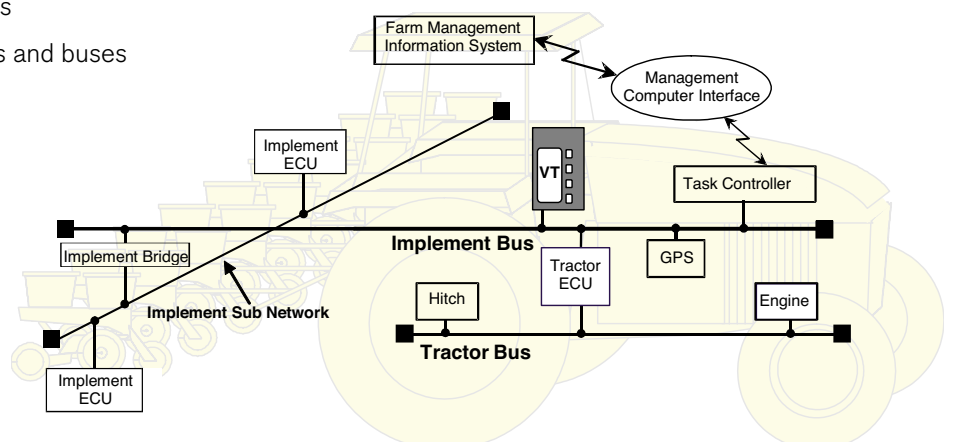 s
s and buses
Farm Management
Information System
Management
Computer Interface
Implement
ECU
VT
Task Controller
Implement Bus
Implement Bridge
Tractor
ECU
GPS
Hitch
Engine
Implement Sub Network
Tractor Bus
Implement
ECU